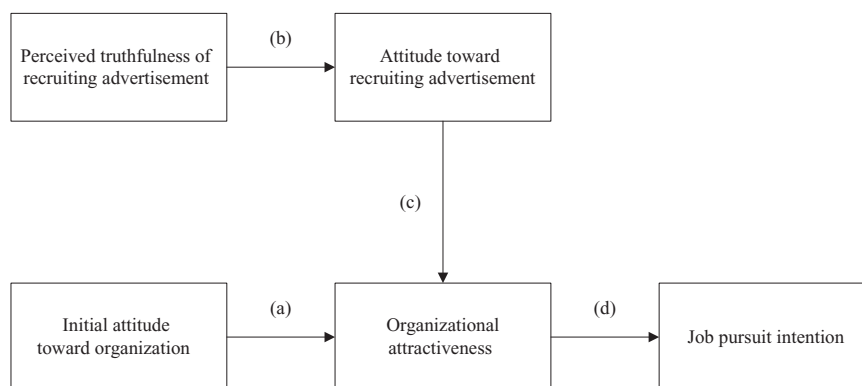 (b)
Perceived truthfulness of
recruiting advertisement
Attitude toward
recruiting advertisement
(c)
(a)
(d)
Initial attitude
toward organization
Organizational
attractiveness
Job pursuit intention